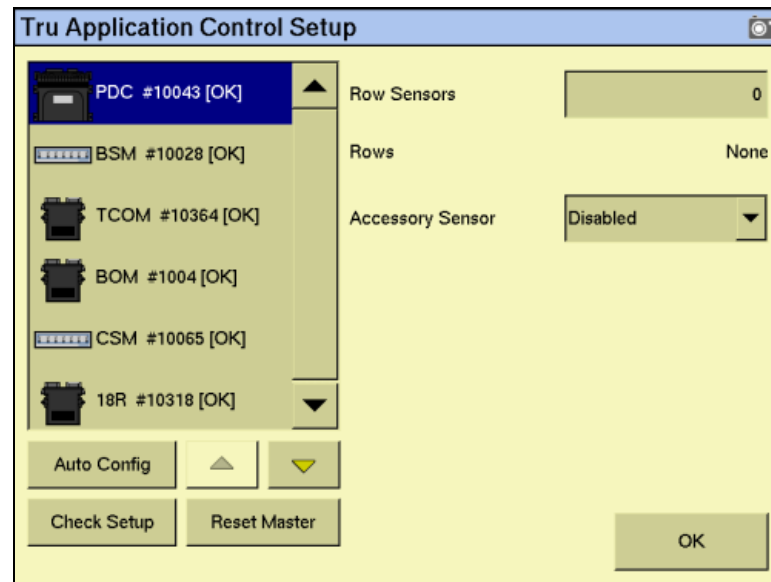 Tru Application Control Setup
PDC #10043 [OK]
BSM #10028 [OK]
TCOM #10364 [OK]
BOM #1004 [OK]
CSM #10065 [OK]
18R #10318 [OK]
Auto Config
Check Setup
Reset Master
Row Sensors
0
Rows
None
Accessory Sensor
Disabled
OK